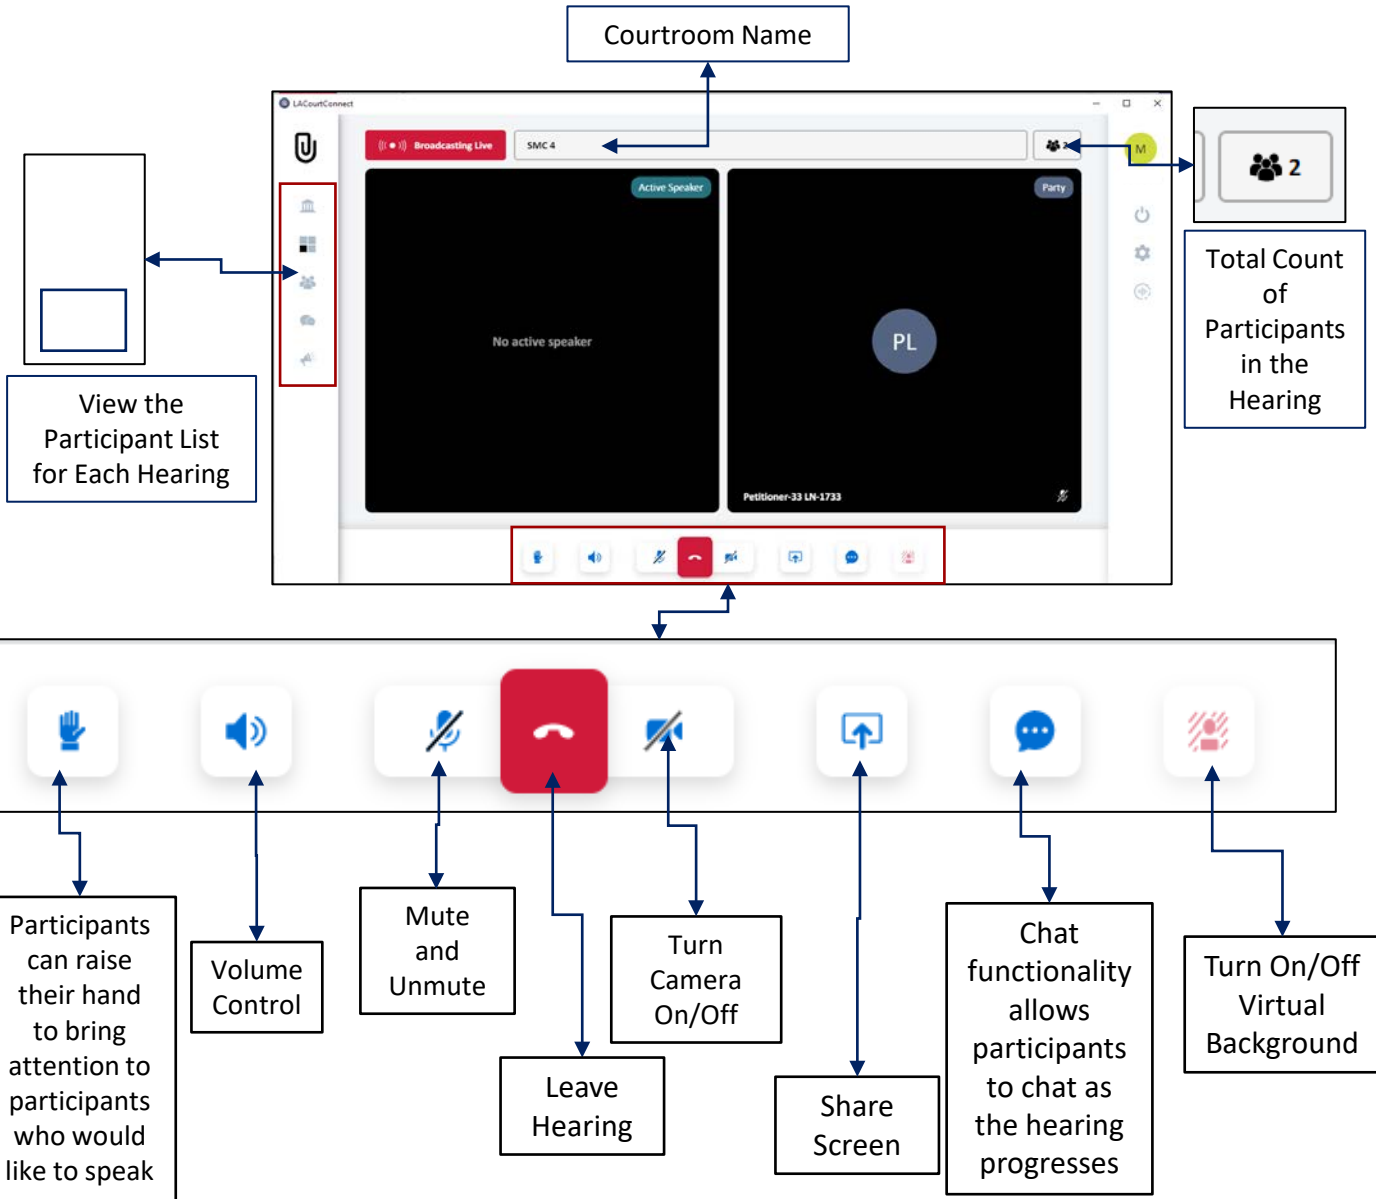 Courtroom Name
LACourtConnect
Broadcasting Live
SMC 4
2
M
Active Speaker
Party
No active speaker
PL
Petitioner-33 LN-1733
2
Total Count
of
Participants
in the
Hearing
View the
Participant List
for Each Hearing
Participants
can raise
their hand
to bring
attention to
participants
who would
like to speak
Volume
Control
Mute
and
Unmute
Leave
Hearing
Turn
Camera
On/Off
Share
Screen
Chat
functionality
allows
participants
to chat as
the hearing
progresses
Turn On/Off
Virtual
Background